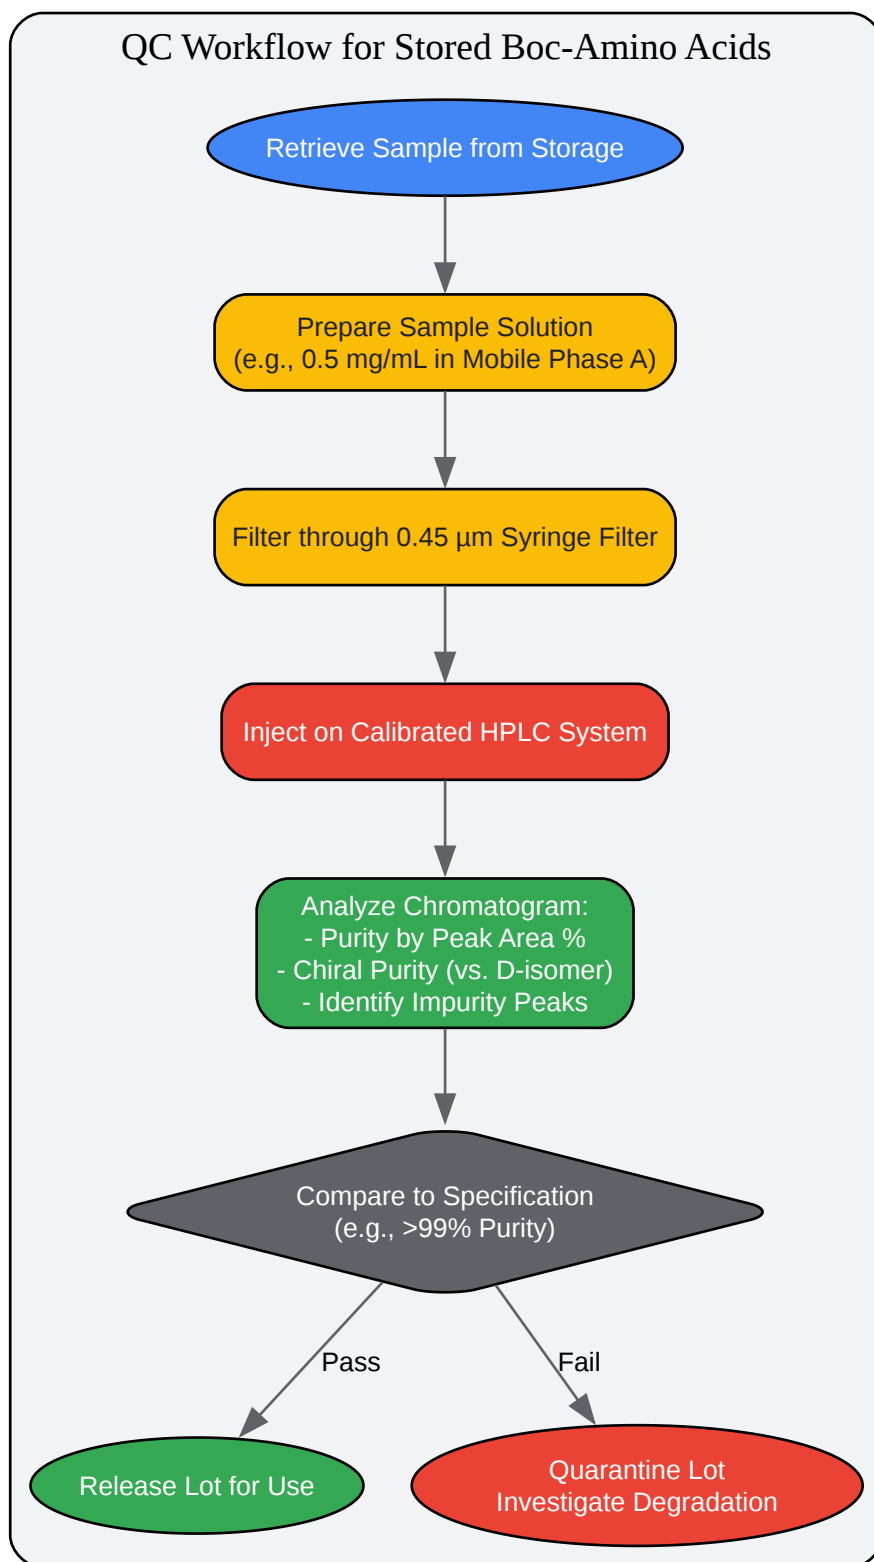 QC Workflow for Stored Boc-Amino Acids
Retrieve Sample from Storage
Prepare Sample Solution
(e.g., 0.5 mg/mL in Mobile Phase A)
Filter through 0.45 µm Syringe Filter
Inject on Calibrated HPLC System
Analyze Chromatogram:
- Purity by Peak Area %
- Chiral Purity (vs. D-isomer)
- Identify Impurity Peaks
Compare to Specification
(e.g., >99% Purity)
Pass
Fail
Release Lot for Use
Quarantine Lot
Investigate Degradation